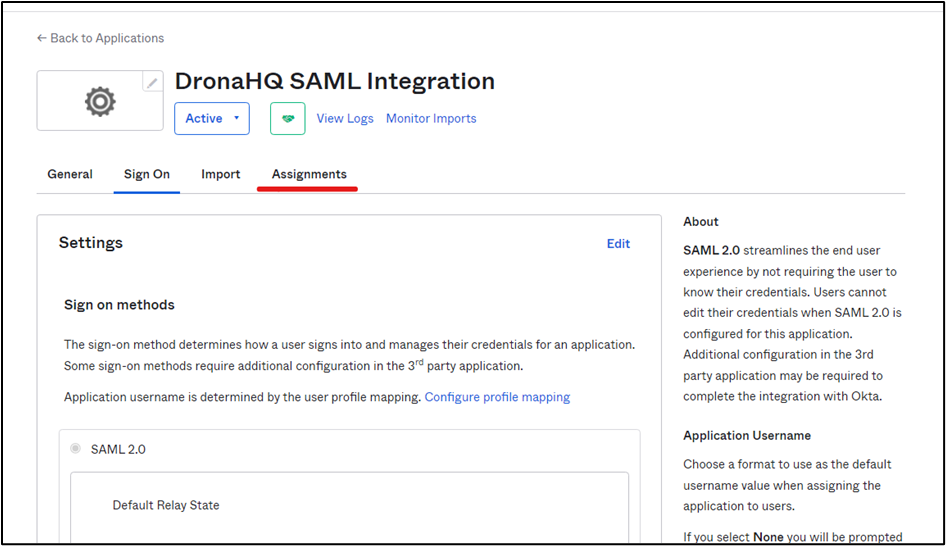 ← Back to Applications
DronaHQ SAML Integration
Active
View Logs
Monitor Imports
General
Sign On
Import
Assignments
Settings
Edit
Sign on methods
The sign-on method determines how a user signs into and manages their credentials for an application.
Some sign-on methods require additional configuration in the 3rd party application.
Application username is determined by the user profile mapping. Configure profile mapping
SAML 2.0
Default Relay State
About
SAML 2.0 streamlines the end user
experience by not requiring the user to
know their credentials. Users cannot
edit their credentials when SAML 2.0 is
configured for this application.
Additional configuration in the 3rd
party application may be required to
complete the integration with Okta.
Application Username
Choose a format to use as the default
username value when assigning the
application to users.
If you select None you will be prompted